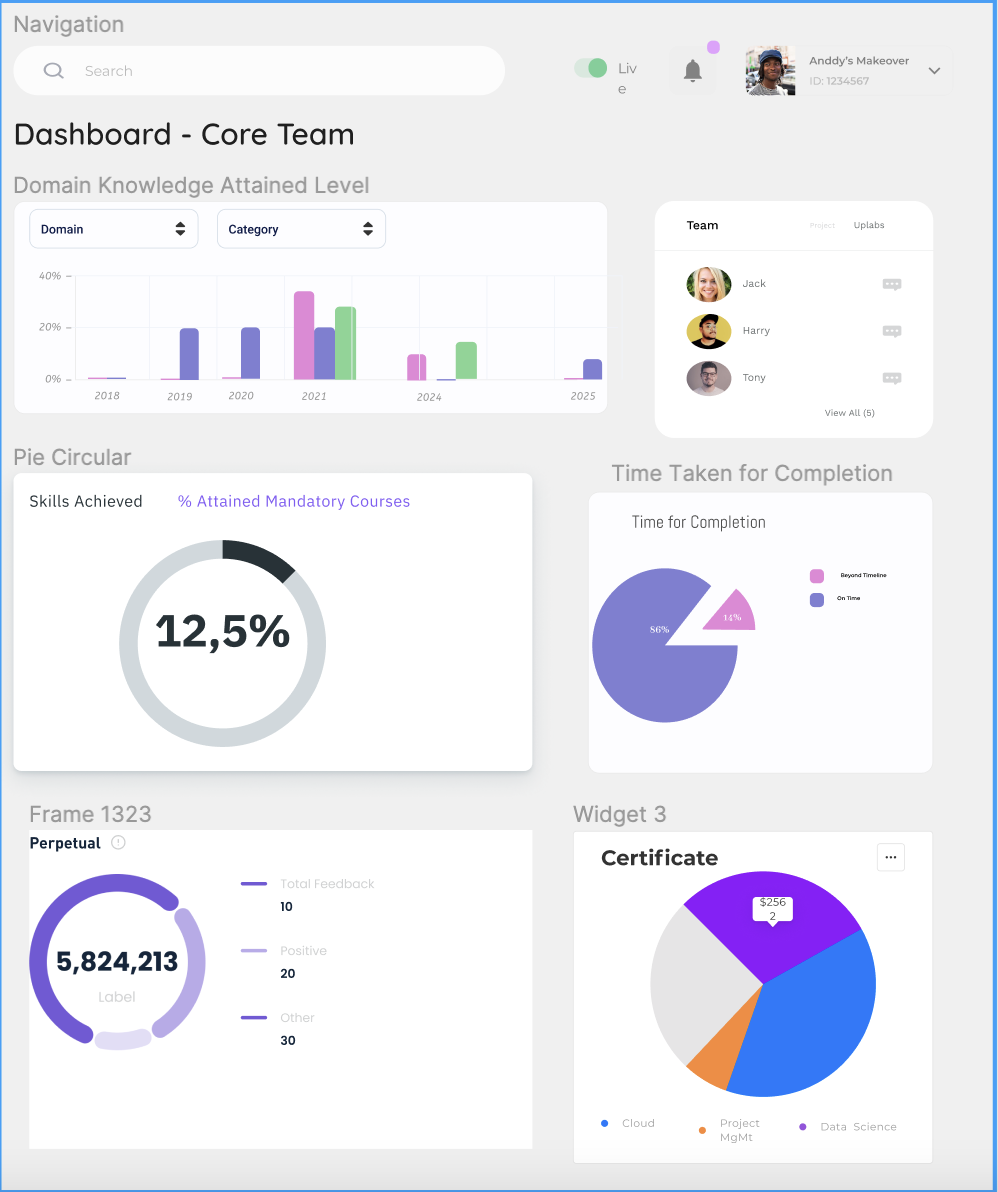 Navigation
Search
Liv
e
Anddy's Makeover
ID: 1234567
Dashboard - Core Team
Domain Knowledge Attained Level
Domain
Category
40%
20%
0%
2018
2019
2020
2021
2024
2025
Team
Project
Uplabs
Jack
Harry
Tony
View All (5)
Pie Circular
Skills Achieved
% Attained Mandatory Courses
12,5%
Time Taken for Completion
Time for Completion
Beyond Timeline
On Time
86%
14%
Frame 1323
Perpetual
Total Feedback
10
Positive
20
Other
30
5,824,213
Label
Widget 3
Certificate
$256
2
Cloud
Project
MgMt
Data Science